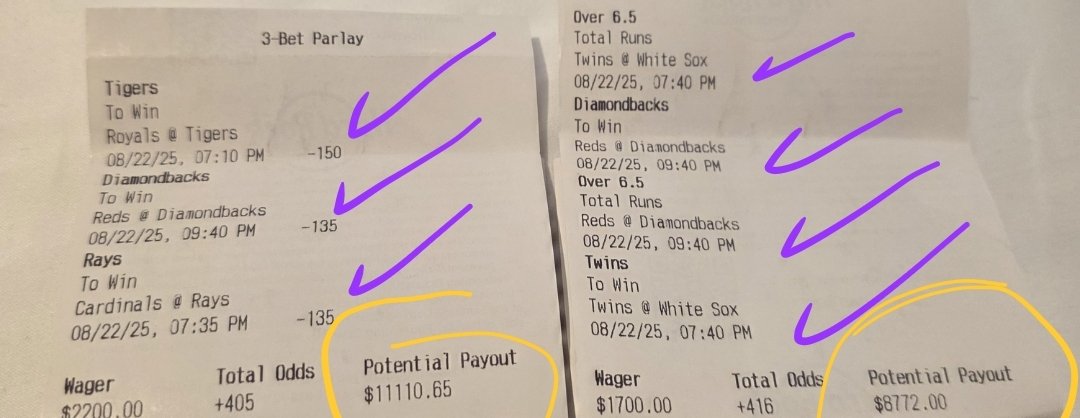 3-Bet Parlay
Tigers
To Win
Royals @ Tigers
08/22/25, 07:10 PM -150
Diamondbacks
To Win
Reds @ Diamondbacks
08/22/25, 09:40 PM -135
Rays
To Win
Cardinals @ Rays
08/22/25, 07:35 PM -135
Wager Total Odds Potential Payout
$2200.00 +405 $11110.65
Over 6.5
Total Runs
Twins @ White Sox
08/22/25, 07:40 PM
Diamondbacks
To Win
Reds @ Diamondbacks
08/22/25, 09:40 PM
Over 6.5
Total Runs
Reds @ Diamondbacks
08/22/25, 09:40 PM
Twins
To Win
Twins @ White Sox
08/22/25, 07:40 PM
Wager Total Odds Potential Payout
$1700.00 +416 $8772.00